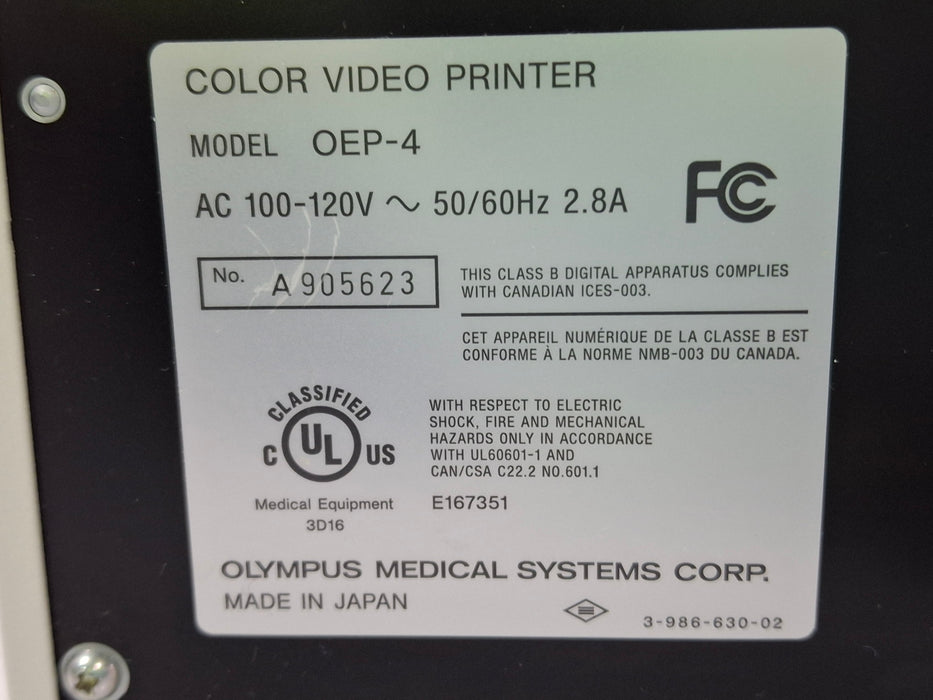 COLOR VIDEO PRINTER
MODEL OEP-4
AC 100-120V ～ 50/60Hz 2.8A
FC
No. A905623
THIS CLASS B DIGITAL APPARATUS COMPLIES
WITH CANADIAN ICES-003.
CET APPAREIL NUMÉRIQUE DE LA CLASSE B EST
CONFORME À LA NORME NMB-003 DU CANADA.
CLASSIFIED
C UL US
Medical Equipment
3D16
WITH RESPECT TO ELECTRIC
SHOCK, FIRE AND MECHANICAL
HAZARDS ONLY IN ACCORDANCE
WITH UL60601-1 AND
CAN/CSA C22.2 NO.601.1
E167351
OLYMPUS MEDICAL SYSTEMS CORP.
MADE IN JAPAN
3-986-630-02